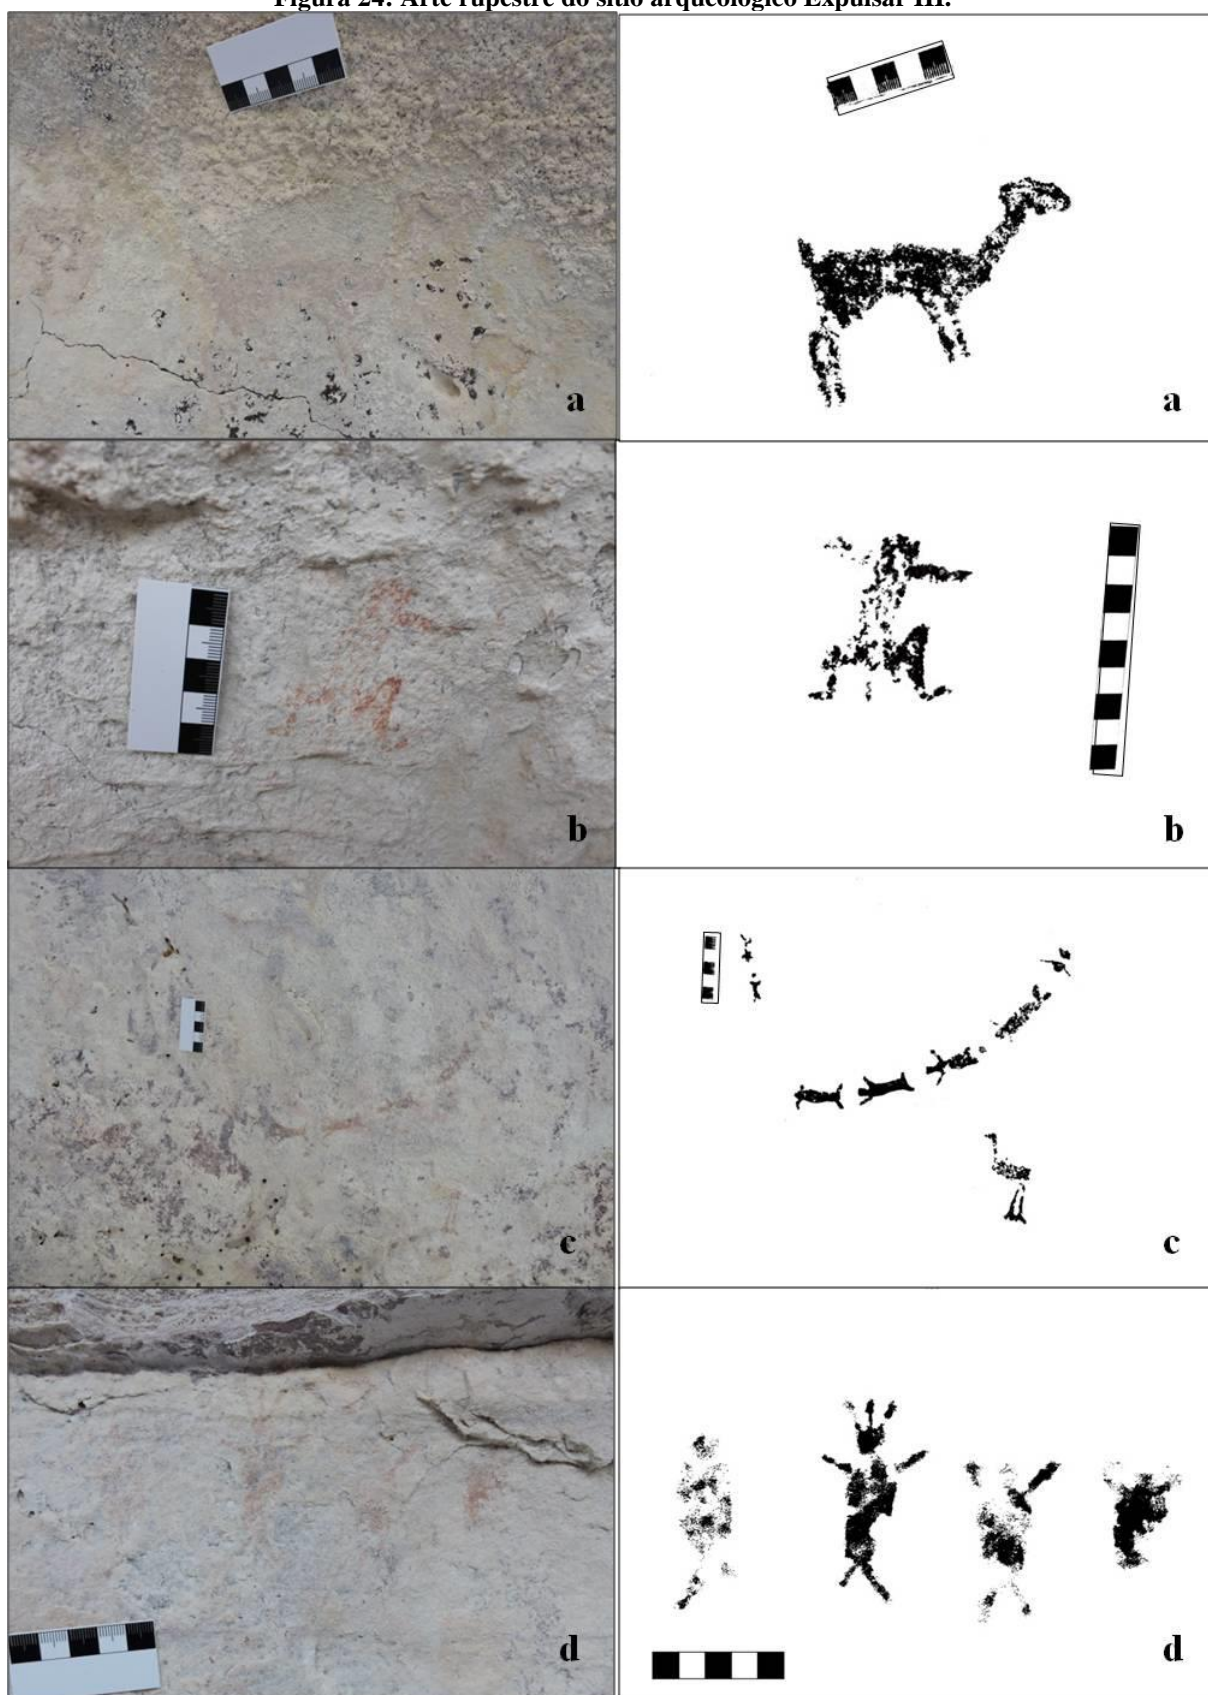 Figura 24: Arte rupestre do sítio arqueológico Expulsar III.
a a
b b
c c
d d